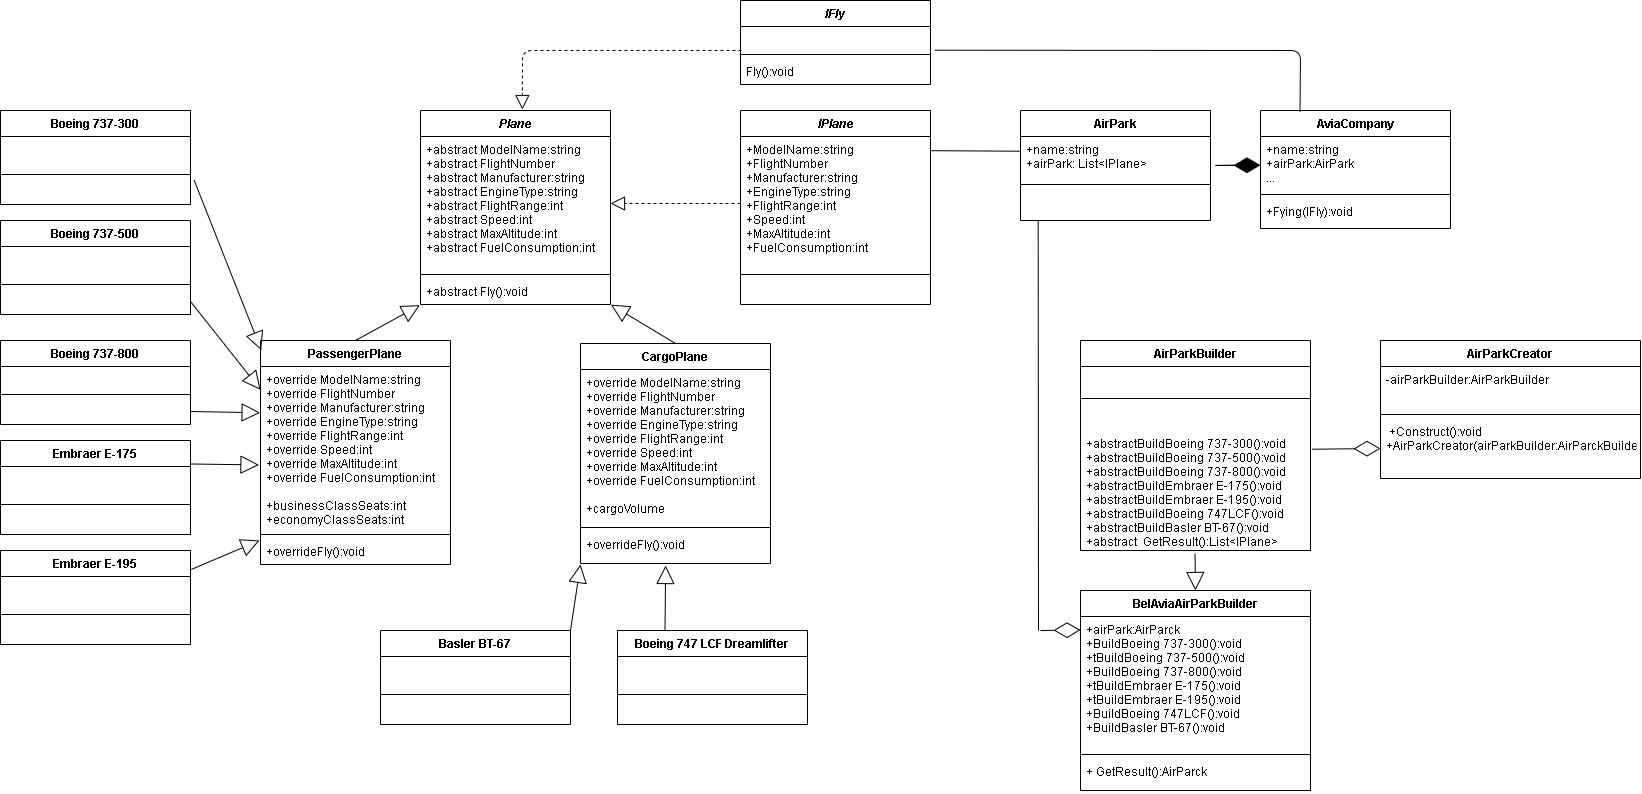 IFly
Fly():void
Boeing 737-300
Boeing 737-500
Boeing 737-800
Embraer E-175
Embraer E-195
Plane
+abstract ModelName:string
+abstract FlightNumber
+abstract Manufacturer:string
+abstract EngineType:string
+abstract FlightRange:int
+abstract Speed:int
+abstract MaxAltitude:int
+abstract FuelConsumption:int
+abstract Fly():void
IPlane
+ModelName:string
+FlightNumber
+Manufacturer:string
+EngineType:string
+FlightRange:int
+Speed:int
+MaxAltitude:int
+FuelConsumption:int
AirPark
+name:string
+airPark: List<IPlane>
AviaCompany
+name:string
+airPark:AirPark
...
+Fying(IFly):void
PassengerPlane
+override ModelName:string
+override FlightNumber
+override Manufacturer:string
+override EngineType:string
+override FlightRange:int
+override Speed:int
+override MaxAltitude:int
+override FuelConsumption:int
+businessClassSeats:int
+economyClassSeats:int
+overrideFly():void
CargoPlane
+override ModelName:string
+override FlightNumber
+override Manufacturer:string
+override EngineType:string
+override FlightRange:int
+override Speed:int
+override MaxAltitude:int
+override FuelConsumption:int
+cargoVolume
+overrideFly():void
Basler BT-67
Boeing 747 LCF Dreamlifter
AirParkBuilder
+abstractBuildBoeing 737-300():void
+abstractBuildBoeing 737-500():void
+abstractBuildBoeing 737-800():void
+abstractBuildEmbraer E-175():void
+abstractBuildEmbraer E-195():void
+abstractBuildBoeing 747LCF():void
+abstractBuildBasler BT-67():void
+abstract  GetResult():List<IPlane>
AirParkCreator
-airParkBuilder:AirParkBuilder
+Construct():void
+AirParkCreator(airParkBuilder:AirParckBuilde
BelAviaAirParkBuilder
+airPark:AirParck
+BuildBoeing 737-300():void
+tBuildBoeing 737-500():void
+BuildBoeing 737-800():void
+tBuildEmbraer E-175():void
+tBuildEmbraer E-195():void
+BuildBoeing 747LCF():void
+BuildBasler BT-67():void
+ GetResult():AirParck